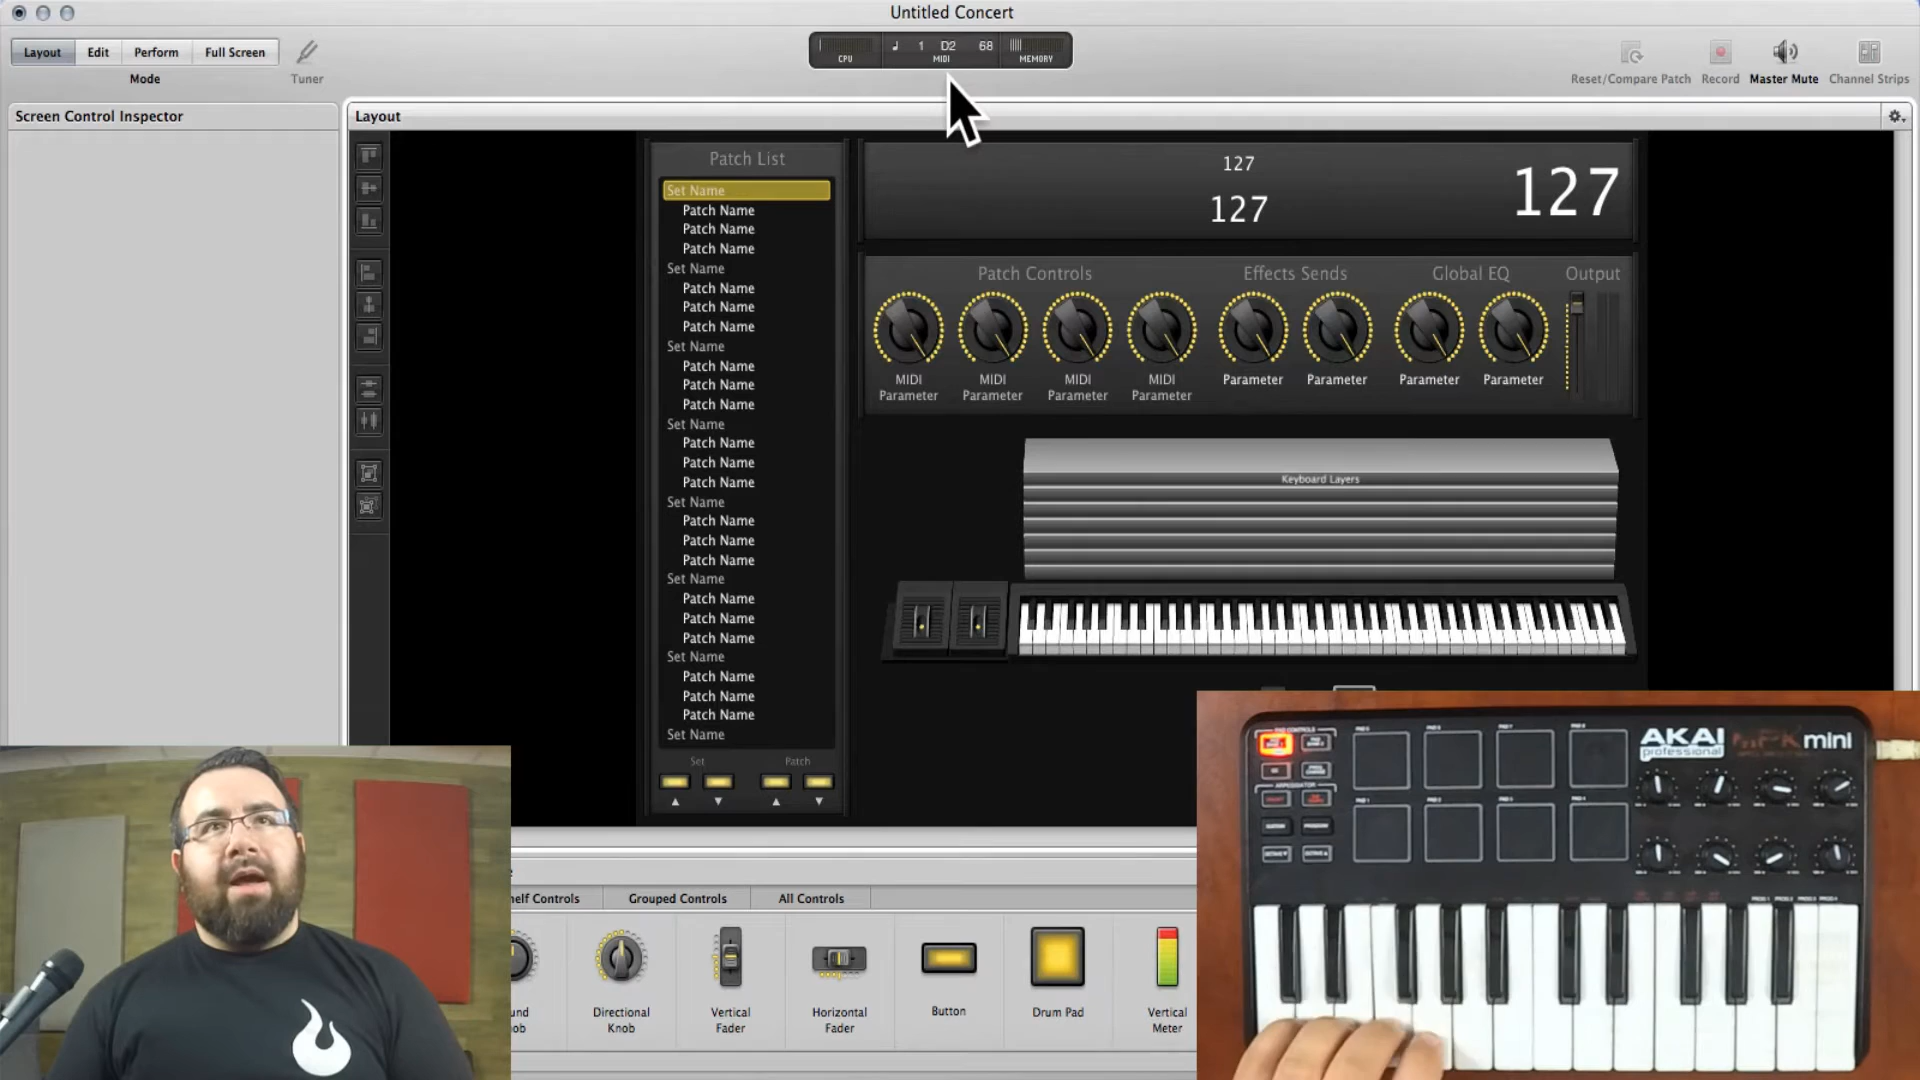 Untitled Concert
Layout
Edit
Perform
Full Screen
Mode
Tuner
1 D2 68
CPU
MIDI
MEMORY
Reset/Compare Patch
Record
Master Mute
Channel Strips
Screen Control Inspector
Layout
Patch List
Set Name
Patch Name
Patch Name
Patch Name
Set Name
Patch Name
Patch Name
Patch Name
Set Name
Patch Name
Patch Name
Patch Name
Set Name
Patch Name
Patch Name
Patch Name
Set Name
Patch Name
Patch Name
Patch Name
Set Name
Patch Name
Patch Name
Patch Name
Set Name
Patch Name
Patch Name
Patch Name
Set Name
Set
Patch
127
127
127
Patch Controls
Effects Sends
Global EQ
Output
MIDI
Parameter
MIDI
Parameter
MIDI
Parameter
MIDI
Parameter
Parameter
Parameter
Parameter
Parameter
Keyboard Layers
elf Controls
Grouped Controls
All Controls
Directional
Knob
Vertical
Fader
Horizontal
Fader
Button
Drum Pad
Vertical
Meter
AKAI
professional
MPK mini